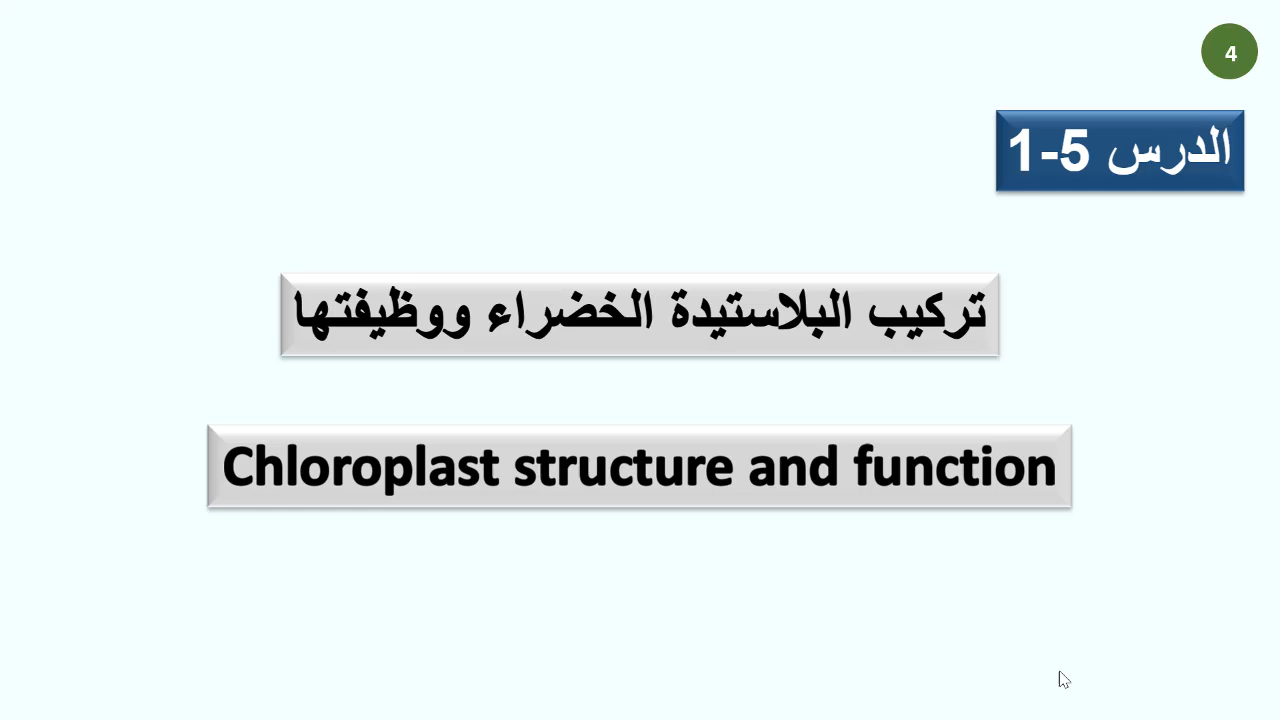 4
الدرس 5-1
تركيب البلاستيدة الخضراء ووظيفتها
Chloroplast structure and function